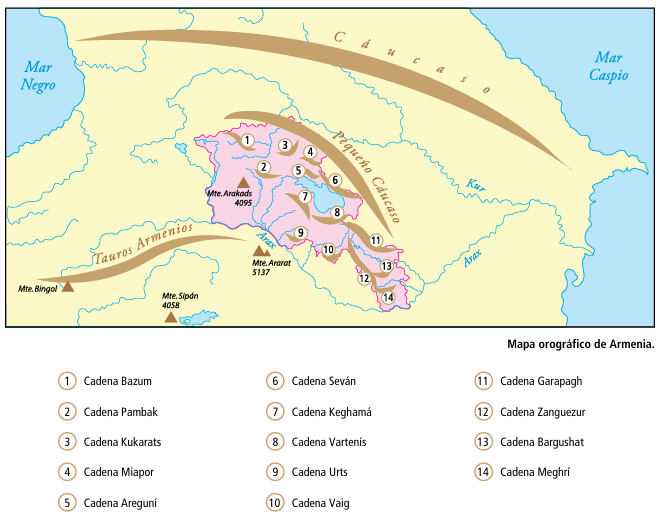 Cáucaso
Mar
Negro
Mar
Caspio
Pequeño Cáucaso
Kur
1
2
3
4
5
6
7
8
9
10
11
12
13
14
Mte. Arakads
4095
Tauros Armenios
Arax
Arax
Mte. Ararat
5137
Mte. Bingol
Mte. Sipán
4058
Mapa orográfico de Armenia.
1 Cadena Bazum
2 Cadena Pambak
3 Cadena Kukarats
4 Cadena Miapor
5 Cadena Areguní
6 Cadena Seván
7 Cadena Keghamá
8 Cadena Vartenís
9 Cadena Urts
10 Cadena Vaig
11 Cadena Garapagh
12 Cadena Zanguezur
13 Cadena Bargushat
14 Cadena Meghrí